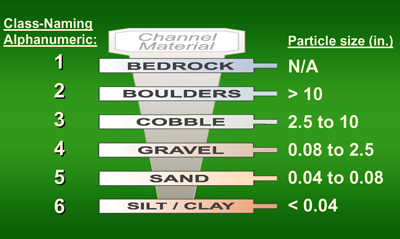 Class-Naming
Alphanumeric:
Channel
Material
Particle size (in.)
1 BEDROCK N/A
2 BOULDERS > 10
3 COBBLE 2.5 to 10
4 GRAVEL 0.08 to 2.5
5 SAND 0.04 to 0.08
6 SILT / CLAY < 0.04